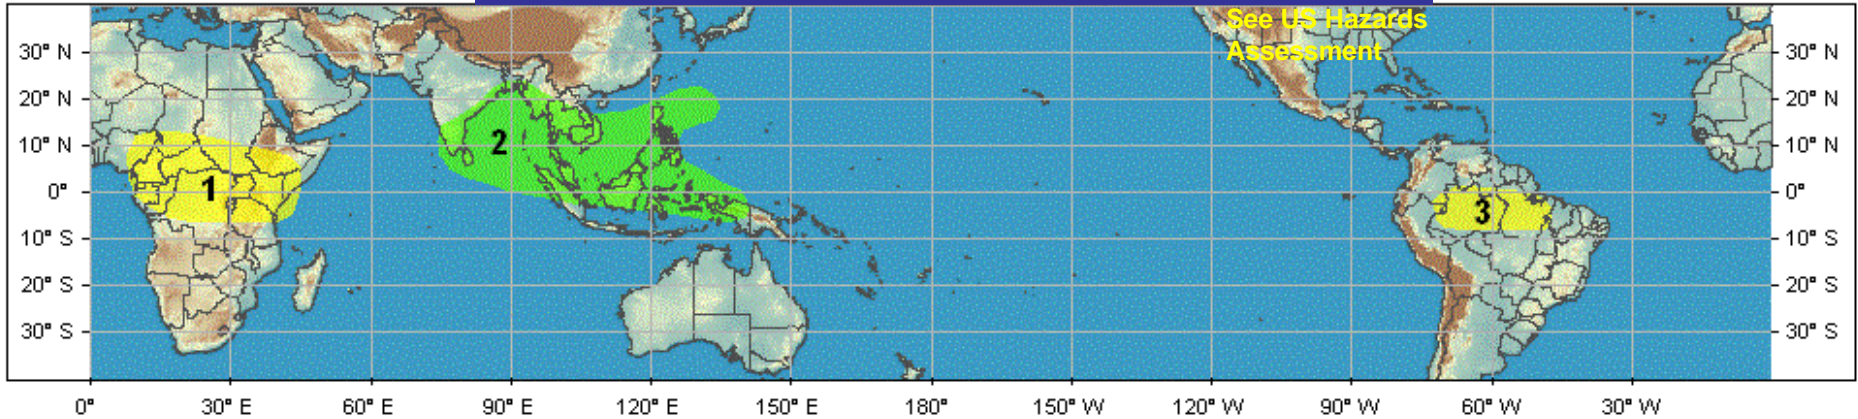 See US Hazards
Assessment
30° N
30° N
20° N
20° N
10° N
2
10° N
0°
1
3
0°
10° S
10° S
20° S
20° S
30° S
30° S
0°
30° E
60° E
90° E
120° E
150° E
180°
150° W
120° W
90° W
60° W
30° W